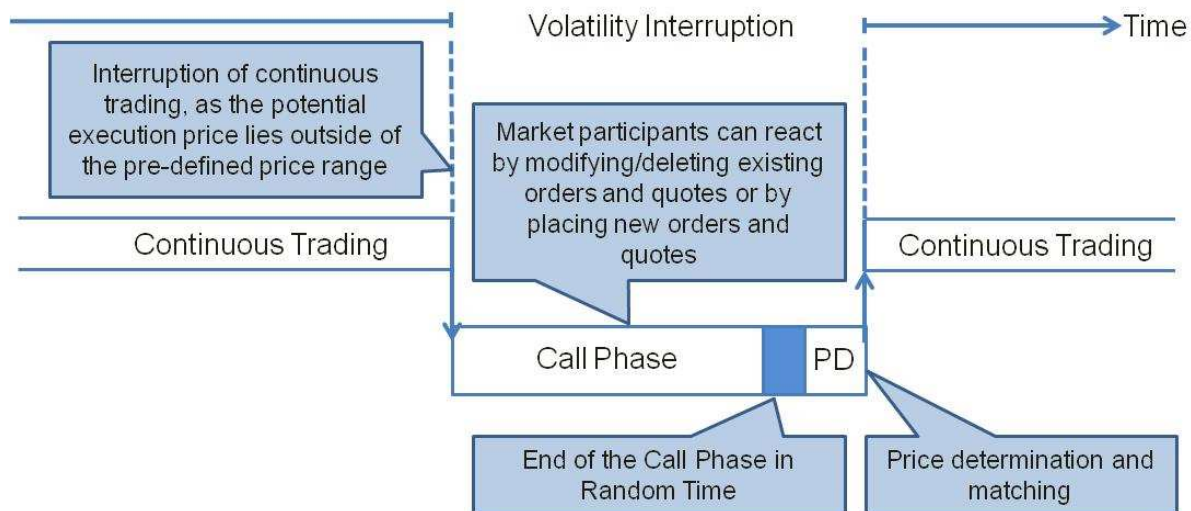 Volatility Interruption
Time
Interruption of continuous
trading, as the potential
execution price lies outside of
the pre-defined price range
Market participants can react
by modifying/deleting existing
orders and quotes or by
placing new orders and
quotes
Continuous Trading
Continuous Trading
Call Phase
PD
End of the Call Phase in
Random Time
Price determination and
matching